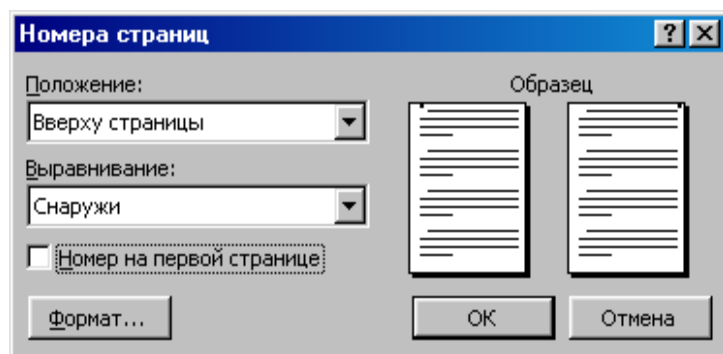 Номера страниц
Положение:
Вверху страницы
Выравнивание:
Снаружи
Номер на первой странице
Формат...
Образец
ОК
Отмена